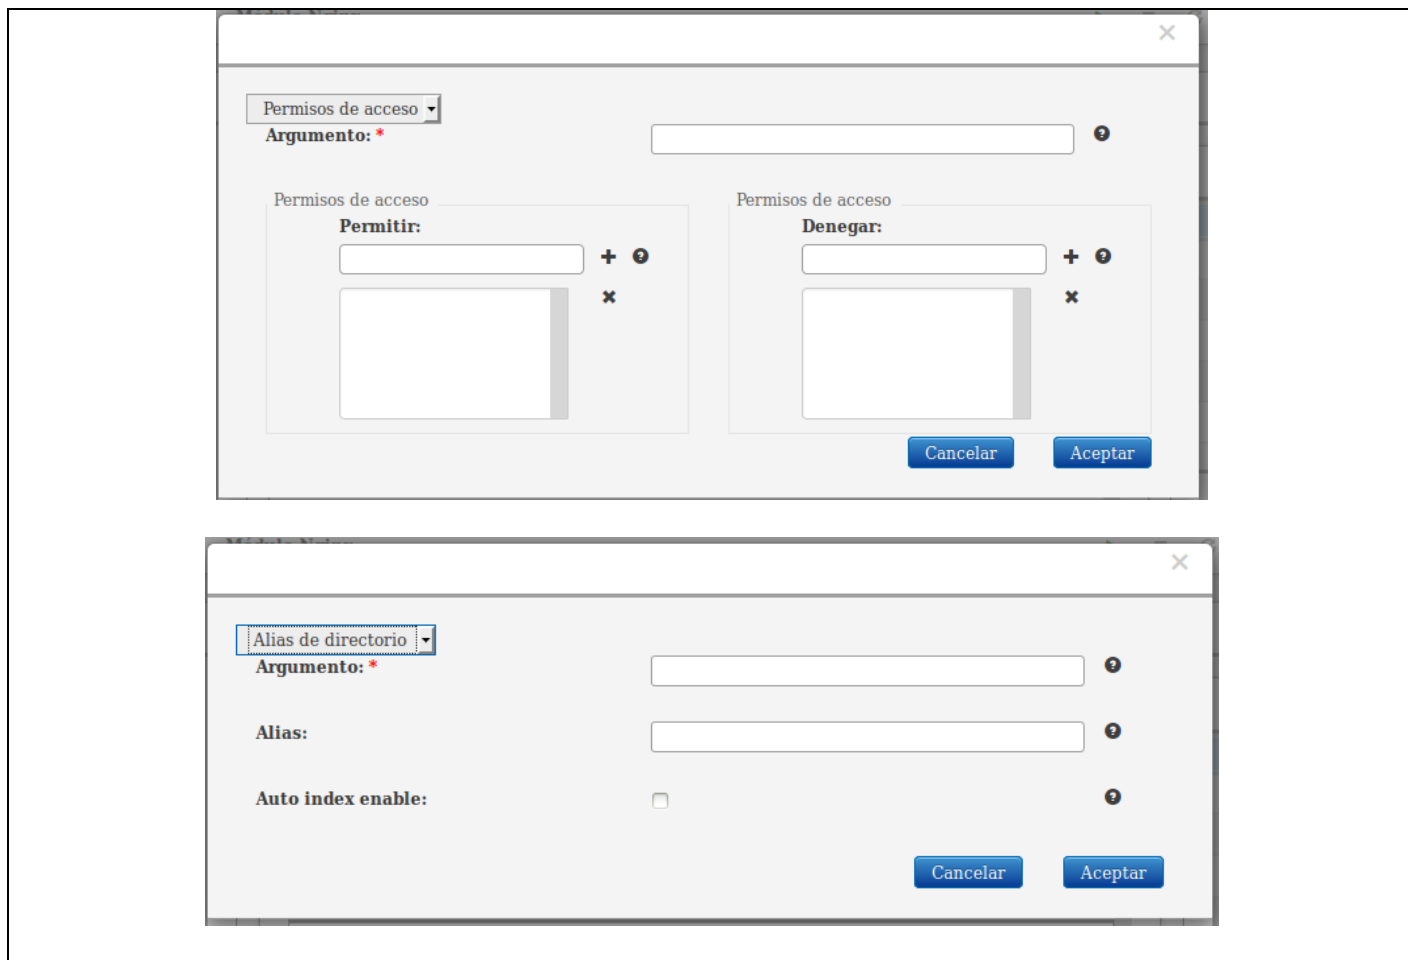 Permisos de acceso
Argumento: *
Permisos de acceso Permisos de acceso
Permitir: Denegar:
Cancelar Aceptar
Alias de directorio
Argumento: *
Alias:
Auto index enable:
Cancelar Aceptar